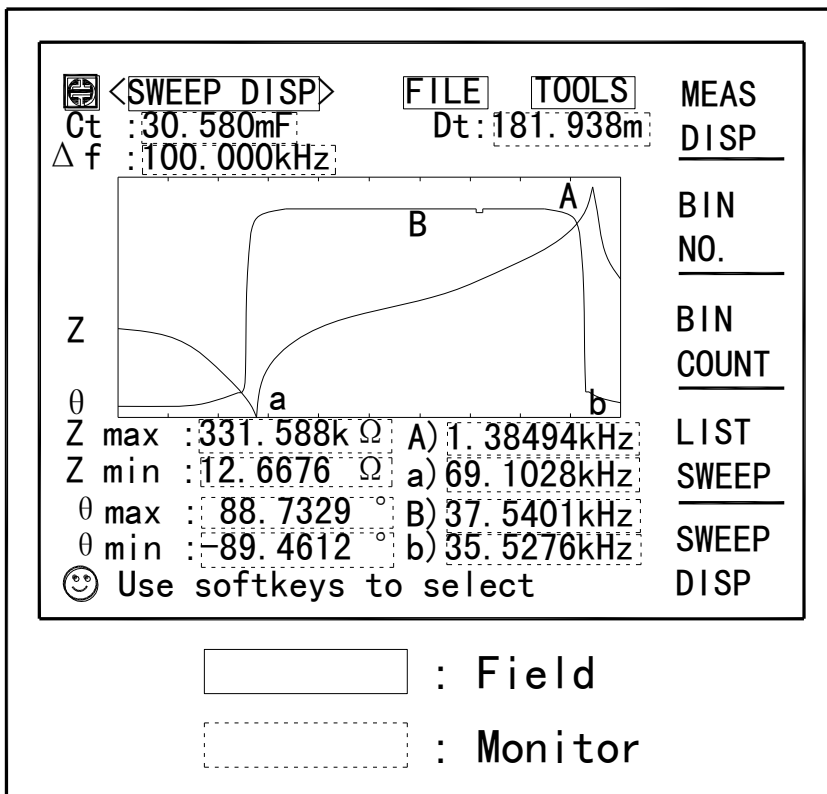 <SWEEP DISP> FILE TOOLS
Ct :30.580mF Dt:181.938m
Δf :100.000kHz
A
B
Z
θ
a
b
Z max :331.588k Ω A)1.38494kHz
Z min :12.6676 Ω a)69.1028kHz
θ max : 88.7329 ° B)37.5401kHz
θ min :-89.4612 ° b)35.5276kHz
Use softkeys to select
MEAS
DISP
BIN
NO.
BIN
COUNT
LIST
SWEEP
SWEEP
DISP
: Field
: Monitor